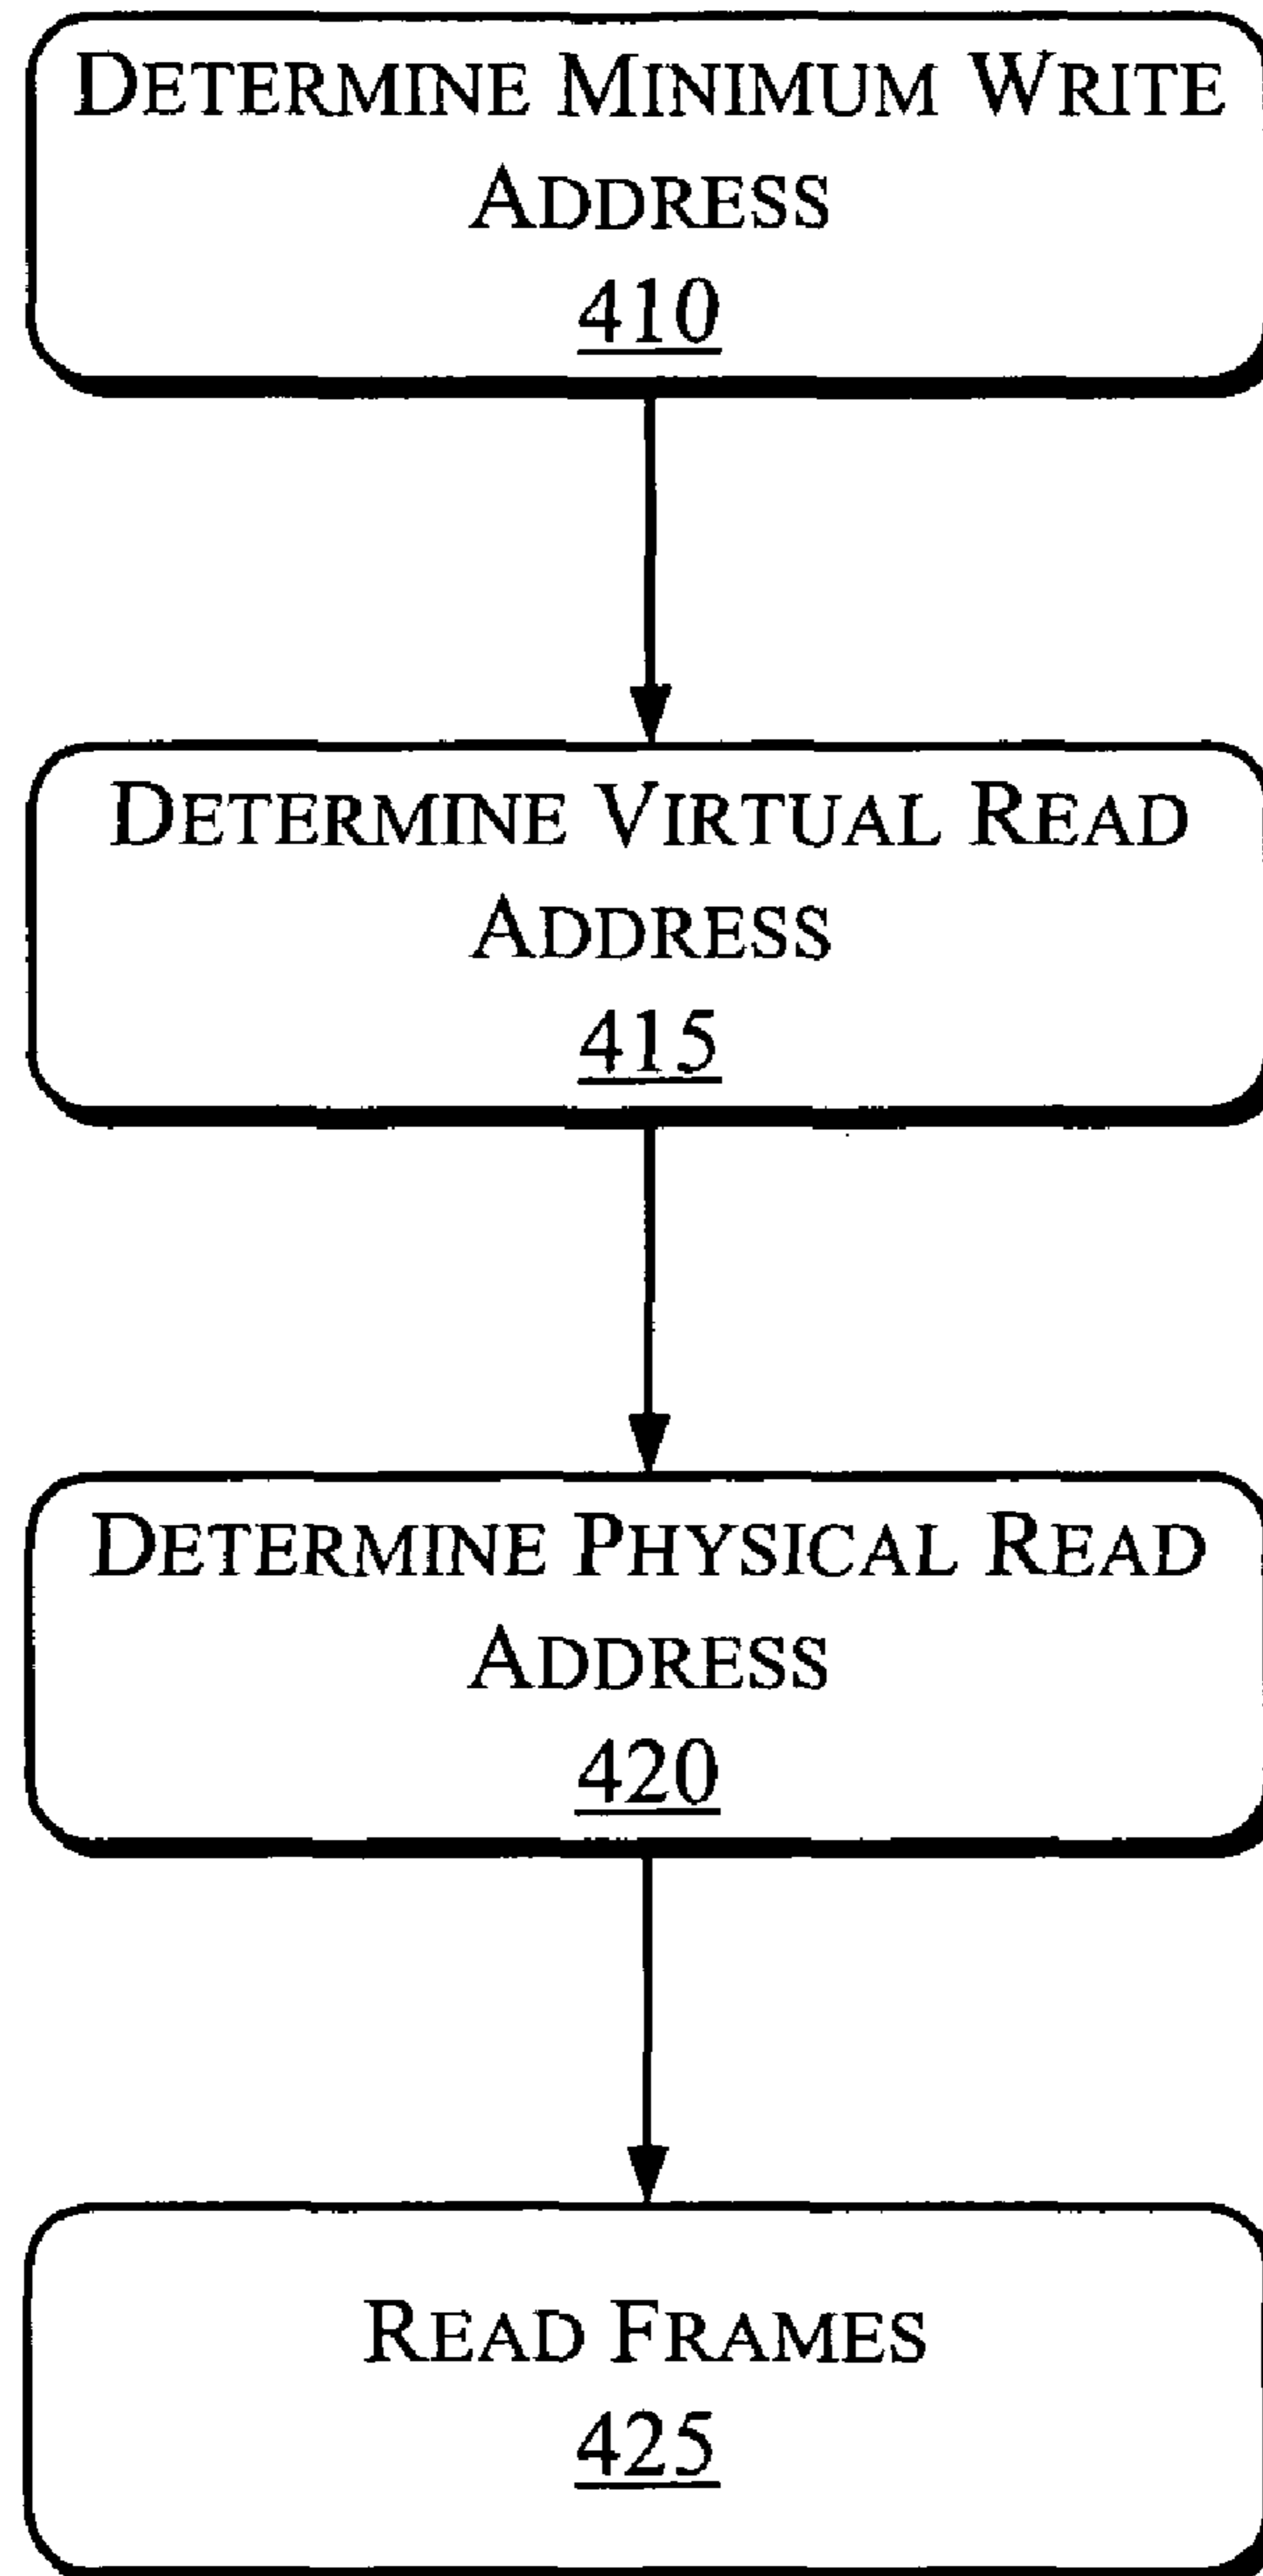 DETERMINE MINIMUM WRITE
ADDRESS
410
DETERMINE VIRTUAL READ
ADDRESS
415
DETERMINE PHYSICAL READ
ADDRESS
420
READ FRAMES
425